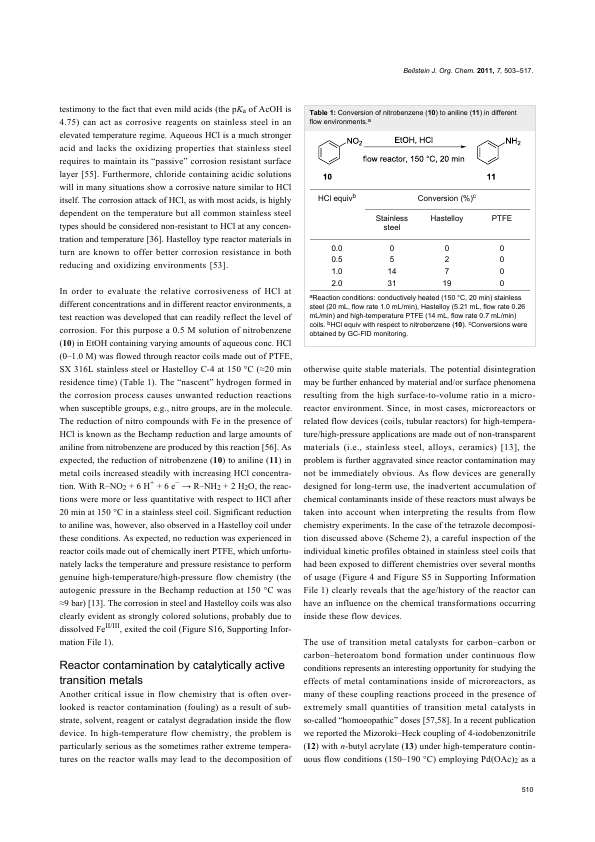 Beilstein J. Org. Chem. 2011, 7, 503–517.
testimony to the fact that even mild acids (the pKa of AcOH is
4.75) can act as corrosive reagents on stainless steel in an
elevated temperature regime. Aqueous HCl is a much stronger
acid and lacks the oxidizing properties that stainless steel
requires to maintain its “passive” corrosion resistant surface
layer [55]. Furthermore, chloride containing acidic solutions
will in many situations show a corrosive nature similar to HCl
itself. The corrosion attack of HCl, as with most acids, is highly
dependent on the temperature but all common stainless steel
types should be considered non-resistant to HCl at any concen-
tration and temperature [36]. Hastelloy type reactor materials in
turn are known to offer better corrosion resistance in both
reducing and oxidizing environments [53].
In order to evaluate the relative corrosiveness of HCl at
different concentrations and in different reactor environments, a
test reaction was developed that can readily reflect the level of
corrosion. For this purpose a 0.5 M solution of nitrobenzene
(10) in EtOH containing varying amounts of aqueous conc. HCl
(0–1.0 M) was flowed through reactor coils made out of PTFE,
SX 316L stainless steel or Hastelloy C-4 at 150 °C (≈20 min
residence time) (Table 1). The “nascent” hydrogen formed in
the corrosion process causes unwanted reduction reactions
when susceptible groups, e.g., nitro groups, are in the molecule.
The reduction of nitro compounds with Fe in the presence of
HCl is known as the Bechamp reduction and large amounts of
aniline from nitrobenzene are produced by this reaction [56]. As
expected, the reduction of nitrobenzene (10) to aniline (11) in
metal coils increased steadily with increasing HCl concentra-
tion. With R–NO2 + 6 H+ + 6 e− → R–NH2 + 2 H2O, the reac-
tions were more or less quantitative with respect to HCl after
20 min at 150 °C in a stainless steel coil. Significant reduction
to aniline was, however, also observed in a Hastelloy coil under
these conditions. As expected, no reduction was experienced in
reactor coils made out of chemically inert PTFE, which unfortu-
nately lacks the temperature and pressure resistance to perform
genuine high-temperature/high-pressure flow chemistry (the
autogenic pressure in the Bechamp reduction at 150 °C was
≈9 bar) [13]. The corrosion in steel and Hastelloy coils was also
clearly evident as strongly colored solutions, probably due to
dissolved FeII/III, exited the coil (Figure S16, Supporting Infor-
mation File 1).
Reactor contamination by catalytically active
transition metals
Another critical issue in flow chemistry that is often over-
looked is reactor contamination (fouling) as a result of sub-
strate, solvent, reagent or catalyst degradation inside the flow
device. In high-temperature flow chemistry, the problem is
particularly serious as the sometimes rather extreme tempera-
tures on the reactor walls may lead to the decomposition of
Table 1: Conversion of nitrobenzene (10) to aniline (11) in different
flow environments.a
NO2 EtOH, HCl NH2
flow reactor, 150 °C, 20 min
10 11
HCl equivb Conversion (%)c
Stainless Hastelloy PTFE
steel
0.0 0 0 0
0.5 5 2 0
1.0 14 7 0
2.0 31 19 0
aReaction conditions: conductively heated (150 °C, 20 min) stainless
steel (20 mL, flow rate 1.0 mL/min), Hastelloy (5.21 mL, flow rate 0.26
mL/min) and high-temperature PTFE (14 mL, flow rate 0.7 mL/min)
coils. bHCl equiv with respect to nitrobenzene (10). cConversions were
obtained by GC-FID monitoring.
otherwise quite stable materials. The potential disintegration
may be further enhanced by material and/or surface phenomena
resulting from the high surface-to-volume ratio in a micro-
reactor environment. Since, in most cases, microreactors or
related flow devices (coils, tubular reactors) for high-tempera-
ture/high-pressure applications are made out of non-transparent
materials (i.e., stainless steel, alloys, ceramics) [13], the
problem is further aggravated since reactor contamination may
not be immediately obvious. As flow devices are generally
designed for long-term use, the inadvertent accumulation of
chemical contaminants inside of these reactors must always be
taken into account when interpreting the results from flow
chemistry experiments. In the case of the tetrazole decomposi-
tion discussed above (Scheme 2), a careful inspection of the
individual kinetic profiles obtained in stainless steel coils that
had been exposed to different chemistries over several months
of usage (Figure 4 and Figure S5 in Supporting Information
File 1) clearly reveals that the age/history of the reactor can
have an influence on the chemical transformations occurring
inside these flow devices.
The use of transition metal catalysts for carbon–carbon or
carbon–heteroatom bond formation under continuous flow
conditions represents an interesting opportunity for studying the
effects of metal contaminations inside of microreactors, as
many of these coupling reactions proceed in the presence of
extremely small quantities of transition metal catalysts in
so-called “homoeopathic” doses [57,58]. In a recent publication
we reported the Mizoroki–Heck coupling of 4-iodobenzonitrile
(12) with n-butyl acrylate (13) under high-temperature contin-
uous flow conditions (150–190 °C) employing Pd(OAc)2 as a
510